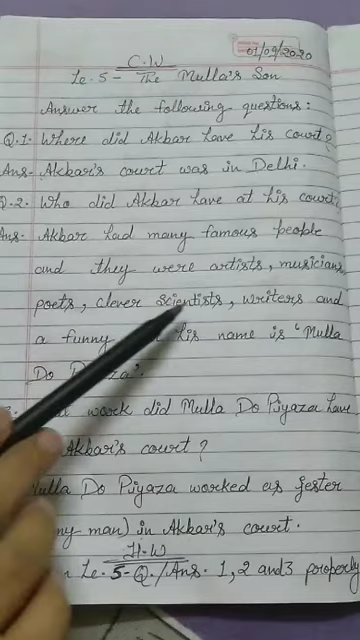 C.W
01/09/2020
Le. 5 - The Mulla's Son
Answer the following questions:
Q.1. Where did Akbar have his court?
Ans- Akbar's court was in Delhi.
Q-2. Who did Akbar have at his court
Ans- Akbar had many famous people
and they were artists, musicians
poets, clever scientists, writers and
a funny his name is 'Mulla
Do
work did Mulla Do Piyaza have
Akbar's court?
Mulla Do Piyaza worked as jester
man) in Akbar's court.
H.W
Le. 5- Q./Ans. 1, 2 and 3 properly